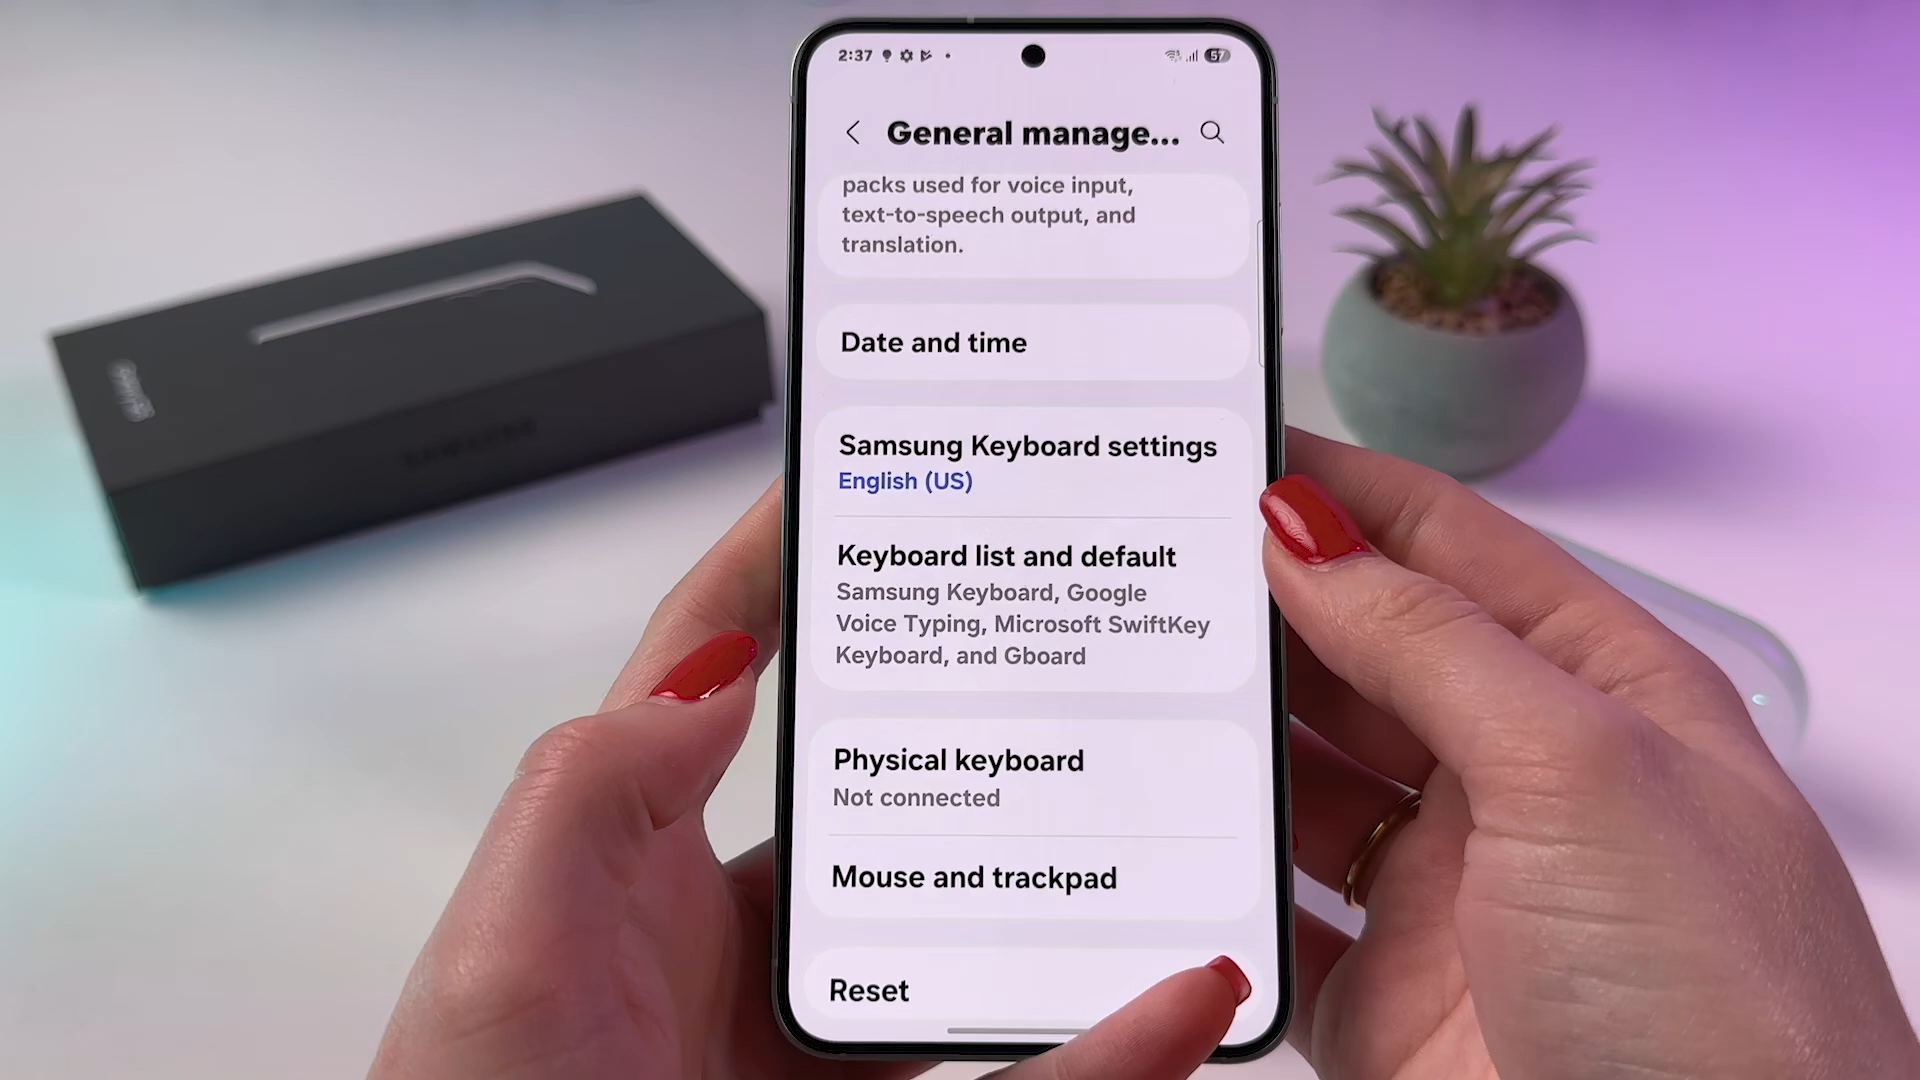 2:37
57
General manage...
packs used for voice input,
text-to-speech output, and
translation.
Date and time
Samsung Keyboard settings
English (US)
Keyboard list and default
Samsung Keyboard, Google
Voice Typing, Microsoft SwiftKey
Keyboard, and Gboard
Physical keyboard
Not connected
Mouse and trackpad
Reset
SAMSUNG